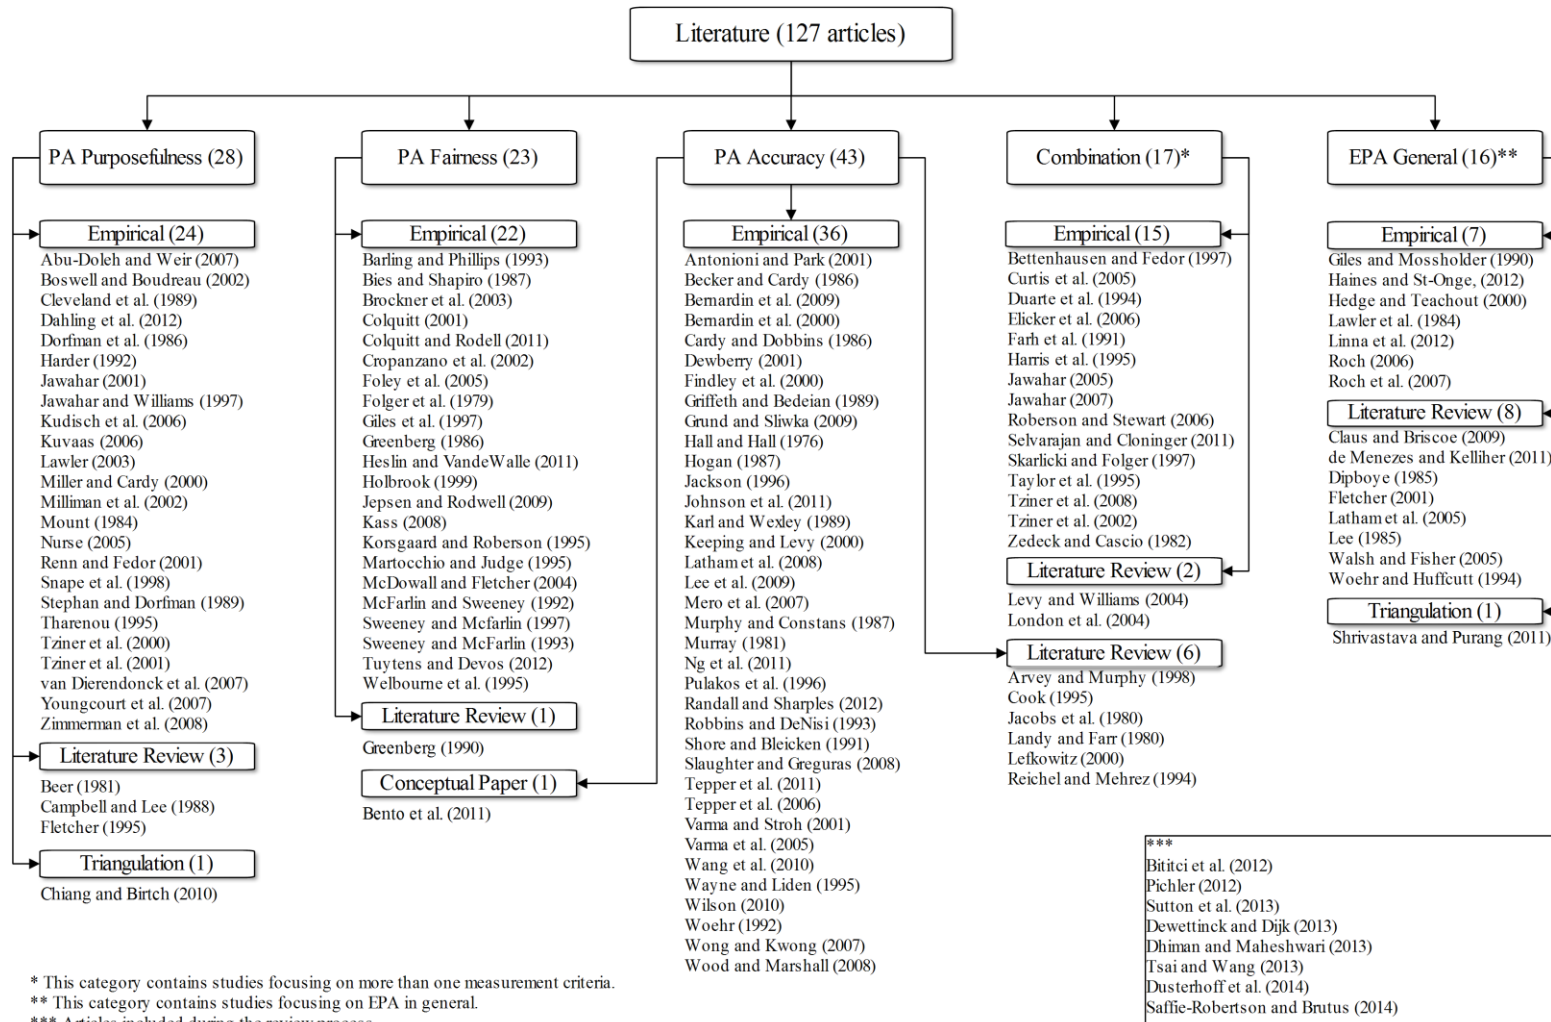 Literature (127 articles)
PA Purposefulness (28)
Empirical (24)
Abu-Doleh and Weir (2007)
Boswell and Boudreau (2002)
Cleveland et al. (1989)
Dahling et al. (2012)
Dorfman et al. (1986)
Harder (1992)
Jawahar (2001)
Jawahar and Williams (1997)
Kudisch et al. (2006)
Kuvaas (2006)
Lawler (2003)
Miller and Cardy (2000)
Milliman et al. (2002)
Mount (1984)
Nurse (2005)
Renn and Fedor (2001)
Snape et al. (1998)
Stephan and Dorfman (1989)
Tharenou (1995)
Tziner et al. (2000)
Tziner et al. (2001)
van Dierendonck et al. (2007)
Youngcourt et al. (2007)
Zimmerman et al. (2008)
Literature Review (3)
Beer (1981)
Campbell and Lee (1988)
Fletcher (1995)
Triangulation (1)
Chiang and Birtch (2010)
PA Fairness (23)
Empirical (22)
Barling and Phillips (1993)
Bies and Shapiro (1987)
Brockner et al. (2003)
Colquitt (2001)
Colquitt and Rodell (2011)
Cropanzano et al. (2002)
Foley et al. (2005)
Folger et al. (1979)
Giles et al. (1997)
Greenberg (1986)
Heslin and VandeWalle (2011)
Holbrook (1999)
Jepsen and Rodwell (2009)
Kass (2008)
Korsgaard and Roberson (1995)
Martocchio and Judge (1995)
McDowall and Fletcher (2004)
McFarlin and Sweeney (1992)
Sweeney and Mcfarlin (1997)
Sweeney and McFarlin (1993)
Tuytens and Devos (2012)
Welbourne et al. (1995)
Literature Review (1)
Greenberg (1990)
Conceptual Paper (1)
Bento et al. (2011)
PA Accuracy (43)
Empirical (36)
Antonioni and Park (2001)
Becker and Cardy (1986)
Bernardin et al. (2009)
Bernardin et al. (2000)
Cardy and Dobbins (1986)
Dewberry (2001)
Findley et al. (2000)
Griffeth and Bedeian (1989)
Grund and Sliwka (2009)
Hall and Hall (1976)
Hogan (1987)
Jackson (1996)
Johnson et al. (2011)
Karl and Wexley (1989)
Keeping and Levy (2000)
Latham et al. (2008)
Lee et al. (2009)
Mero et al. (2007)
Murphy and Constans (1987)
Murray (1981)
Ng et al. (2011)
Pulakos et al. (1996)
Randall and Sharples (2012)
Robbins and DeNisi (1993)
Shore and Bleicken (1991)
Slaughter and Greguras (2008)
Tepper et al. (2011)
Tepper et al. (2006)
Varma and Stroh (2001)
Varma et al. (2005)
Wang et al. (2010)
Wayne and Liden (1995)
Wilson (2010)
Woehr (1992)
Wong and Kwong (2007)
Wood and Marshall (2008)
Combination (17)*
Empirical (15)
Bettenhausen and Fedor (1997)
Curtis et al. (2005)
Duarte et al. (1994)
Elicker et al. (2006)
Farh et al. (1991)
Harris et al. (1995)
Jawahar (2005)
Jawahar (2007)
Roberson and Stewart (2006)
Selvarajan and Cloninger (2011)
Skarlicki and Folger (1997)
Taylor et al. (1995)
Tziner et al. (2008)
Tziner et al. (2002)
Zedeck and Cascio (1982)
Literature Review (2)
Levy and Williams (2004)
London et al. (2004)
Literature Review (6)
Arvey and Murphy (1998)
Cook (1995)
Jacobs et al. (1980)
Landy and Farr (1980)
Lefkowitz (2000)
Reichel and Mehrez (1994)
EPA General (16)**
Empirical (7)
Giles and Mossholder (1990)
Haines and St-Onge, (2012)
Hedge and Teachout (2000)
Lawler et al. (1984)
Linna et al. (2012)
Roch (2006)
Roch et al. (2007)
Literature Review (8)
Claus and Briscoe (2009)
de Menezes and Kelliher (2011)
Dipboye (1985)
Fletcher (2001)
Latham et al. (2005)
Lee (1985)
Walsh and Fisher (2005)
Woehr and Huffcutt (1994)
Triangulation (1)
Shrivastava and Purang (2011)
***
Bititci et al. (2012)
Pichler (2012)
Sutton et al. (2013)
Dewettinck and Dijk (2013)
Dhiman and Maheshwari (2013)
Tsai and Wang (2013)
Dusterhoff et al. (2014)
Saffie-Robertson and Brutus (2014)
* This category contains studies focusing on more than one measurement criteria.
** This category contains studies focusing on EPA in general.
*** Articles included during the review process